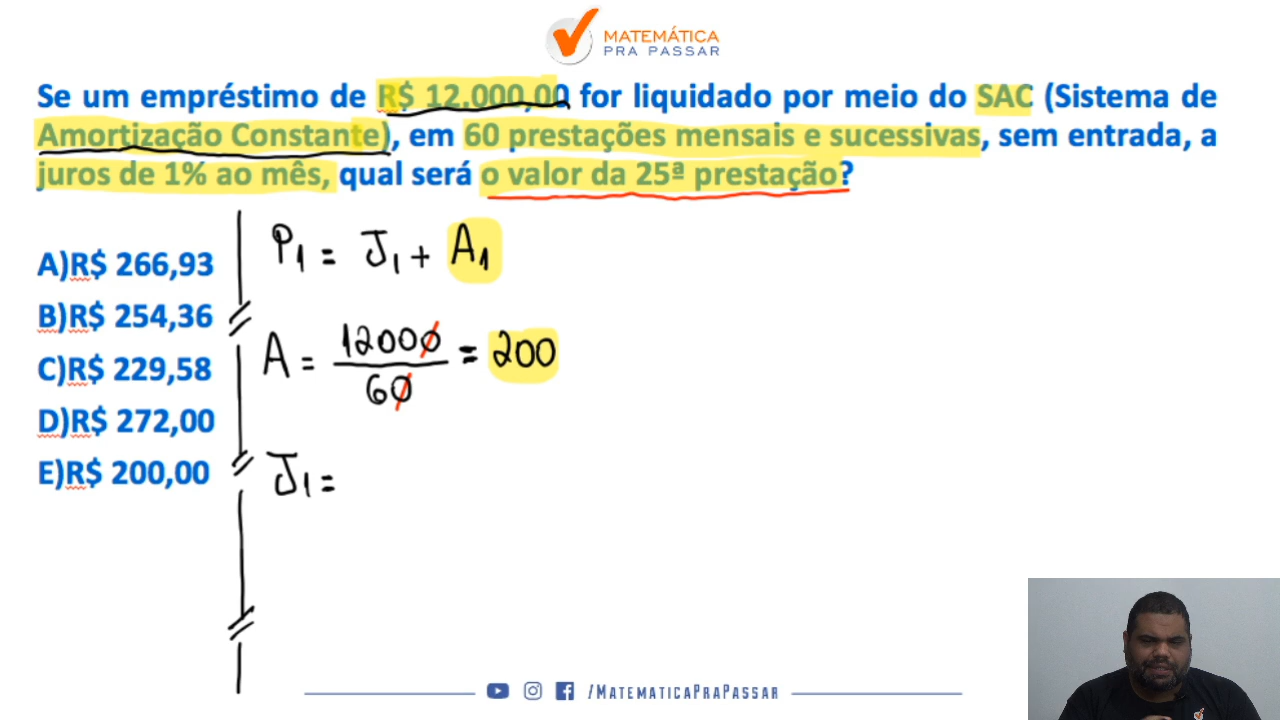 MATEMÁTICA
PRA PASSAR
Se um empréstimo de R$ 12.000,00 for liquidado por meio do SAC (Sistema de
Amortização Constante), em 60 prestações mensais e sucessivas, sem entrada, a
juros de 1% ao mês, qual será o valor da 25ª prestação?
A)R$ 266,93
B)R$ 254,36
C)R$ 229,58
D)R$ 272,00
E)R$ 200,00
P1 = J1 + A1
A = 12000/60 = 200
J1 =
/MATEMATICAPRAPASSAR